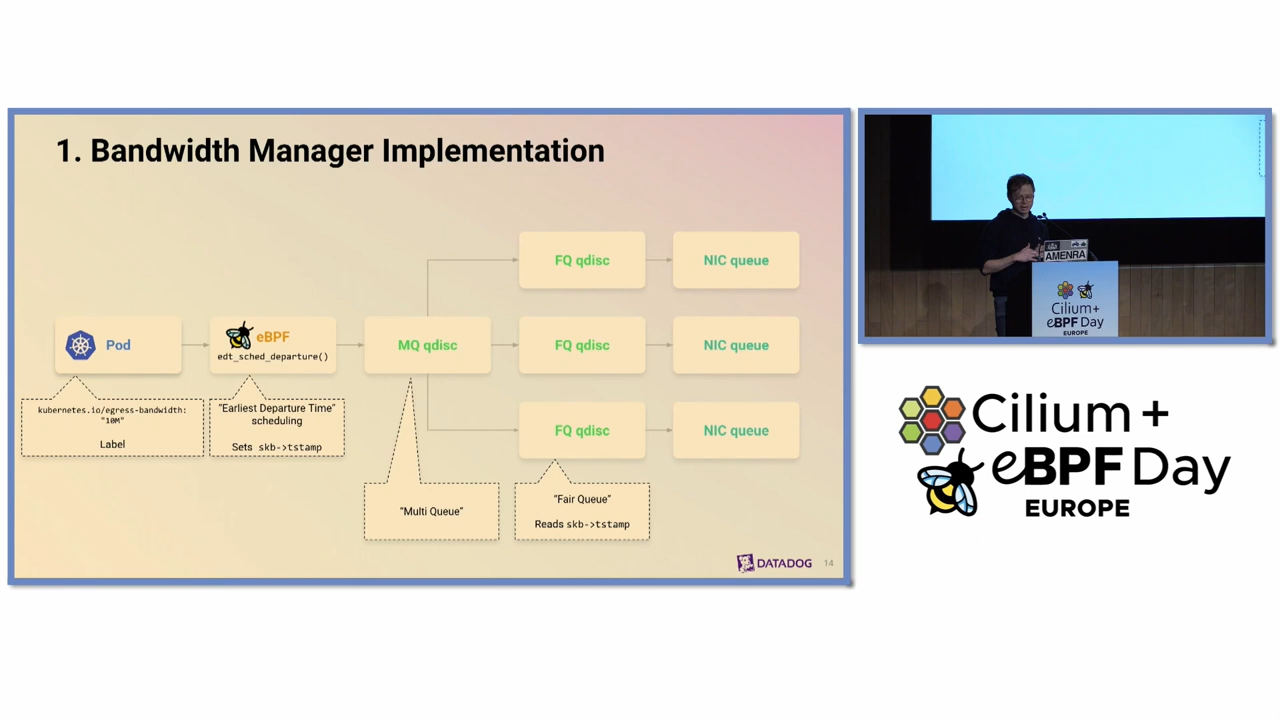 1. Bandwidth Manager Implementation
FQ qdisc
NIC queue
Pod
eBPF
edt_sched_departure()
MQ qdisc
FQ qdisc
NIC queue
kubernetes.io/egress-bandwidth:
"10M"
Label
"Earliest Departure Time"
scheduling
Sets skb->tstamp
FQ qdisc
NIC queue
"Multi Queue"
"Fair Queue"
Reads skb->tstamp
DATADOG
14
AMENRA
Cilium+
eBPF Day
EUROPE
Cilium +
eBPF Day
EUROPE